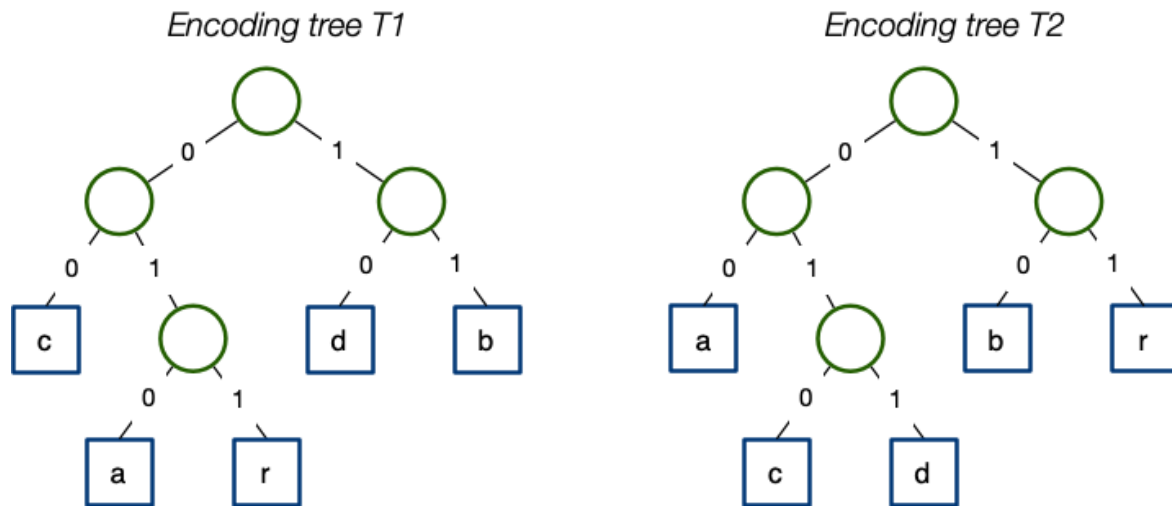 Encoding tree T1 Encoding tree T2
0 1 0 1
0 1 0 1 0 1 0 1
c d b a b r
0 1 0 1
a r c d